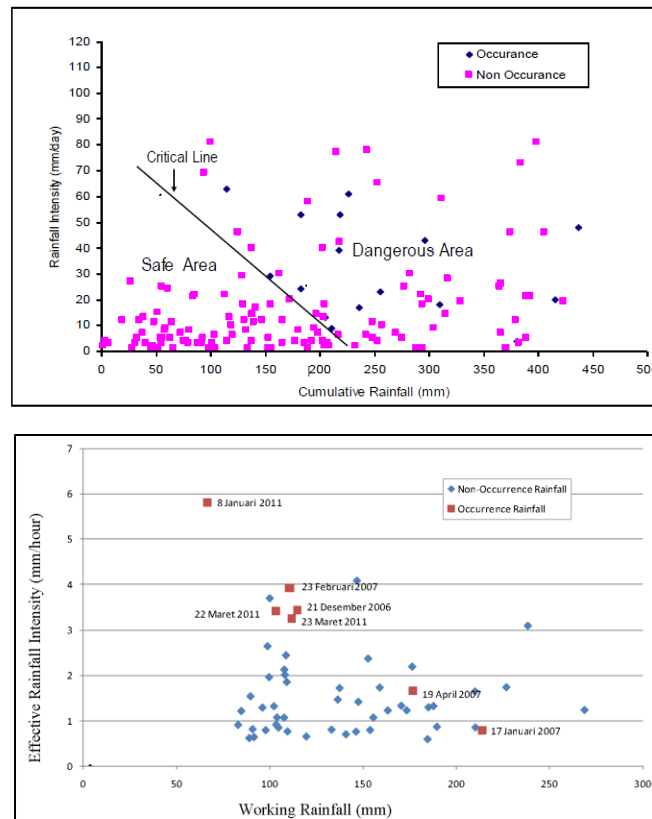 120
110
100
90
80
70
60
50
40
30
20
10
0
Rainfall Intensity (mm/day)
Occurance
Non Occurance
Critical Line
Safe Area
Dangerous Area
0 50 100 150 200 250 300 350 400 450 500
Cumulative Rainfall (mm)
7
6
5
4
3
2
1
0
Effective Rainfall Intensity (mm/hour)
Non-Occurrence Rainfall
Occurrence Rainfall
8 Januari 2011
23 Februari 2007
22 Maret 2011
21 Desember 2006
23 Maret 2011
19 April 2007
17 Januari 2007
0 50 100 150 200 250 300
Working Rainfall (mm)